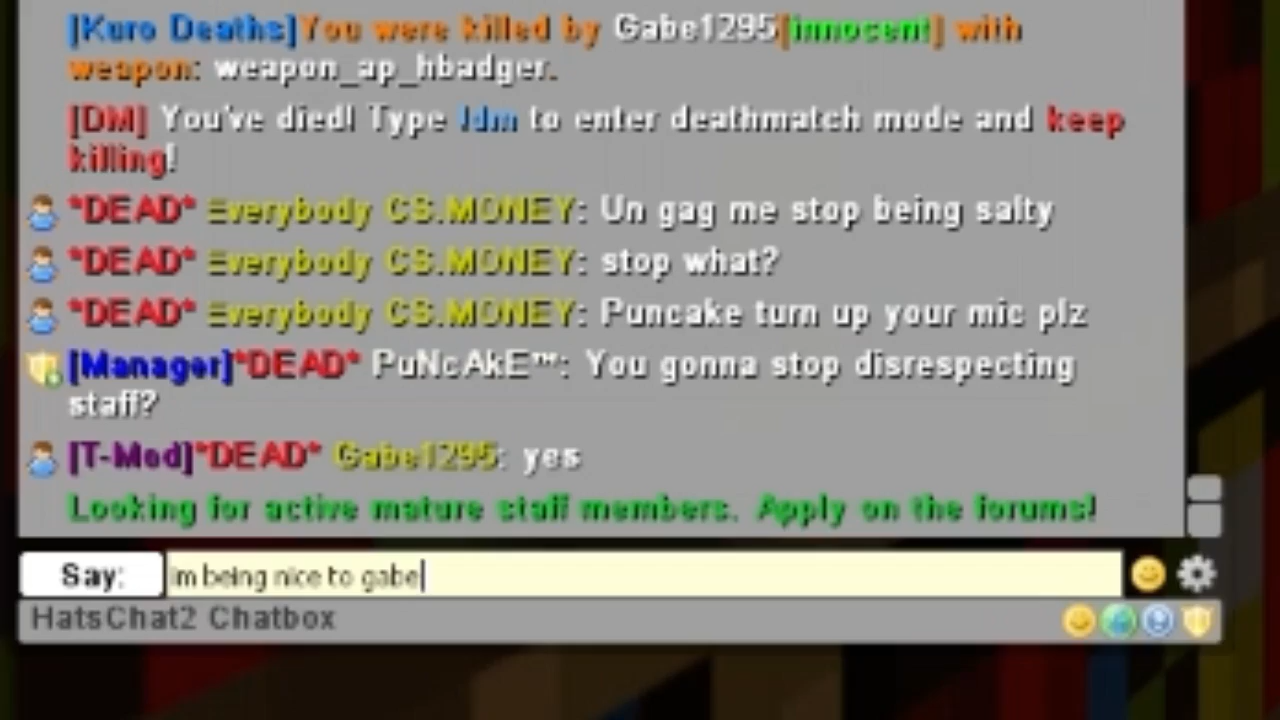 [Kuro Deaths]You were killed by Gabe1295[innocent] with
weapon: weapon_ap_hbadger.
[DM] You've died! Type !dm to enter deathmatch mode and keep
killing!
*DEAD* Ξverybody CS.MONEY: Un gag me stop being salty
*DEAD* Ξverybody CS.MONEY: stop what?
*DEAD* Ξverybody CS.MONEY: Puncake turn up your mic plz
[Manager]*DEAD* PuNcAkE™: You gonna stop disrespecting
staff?
[T-Mod]*DEAD* Gabe1295: yes
Looking for active mature staff members. Apply on the forums!
Say: im being nice to gabe
HatsChat2 Chatbox